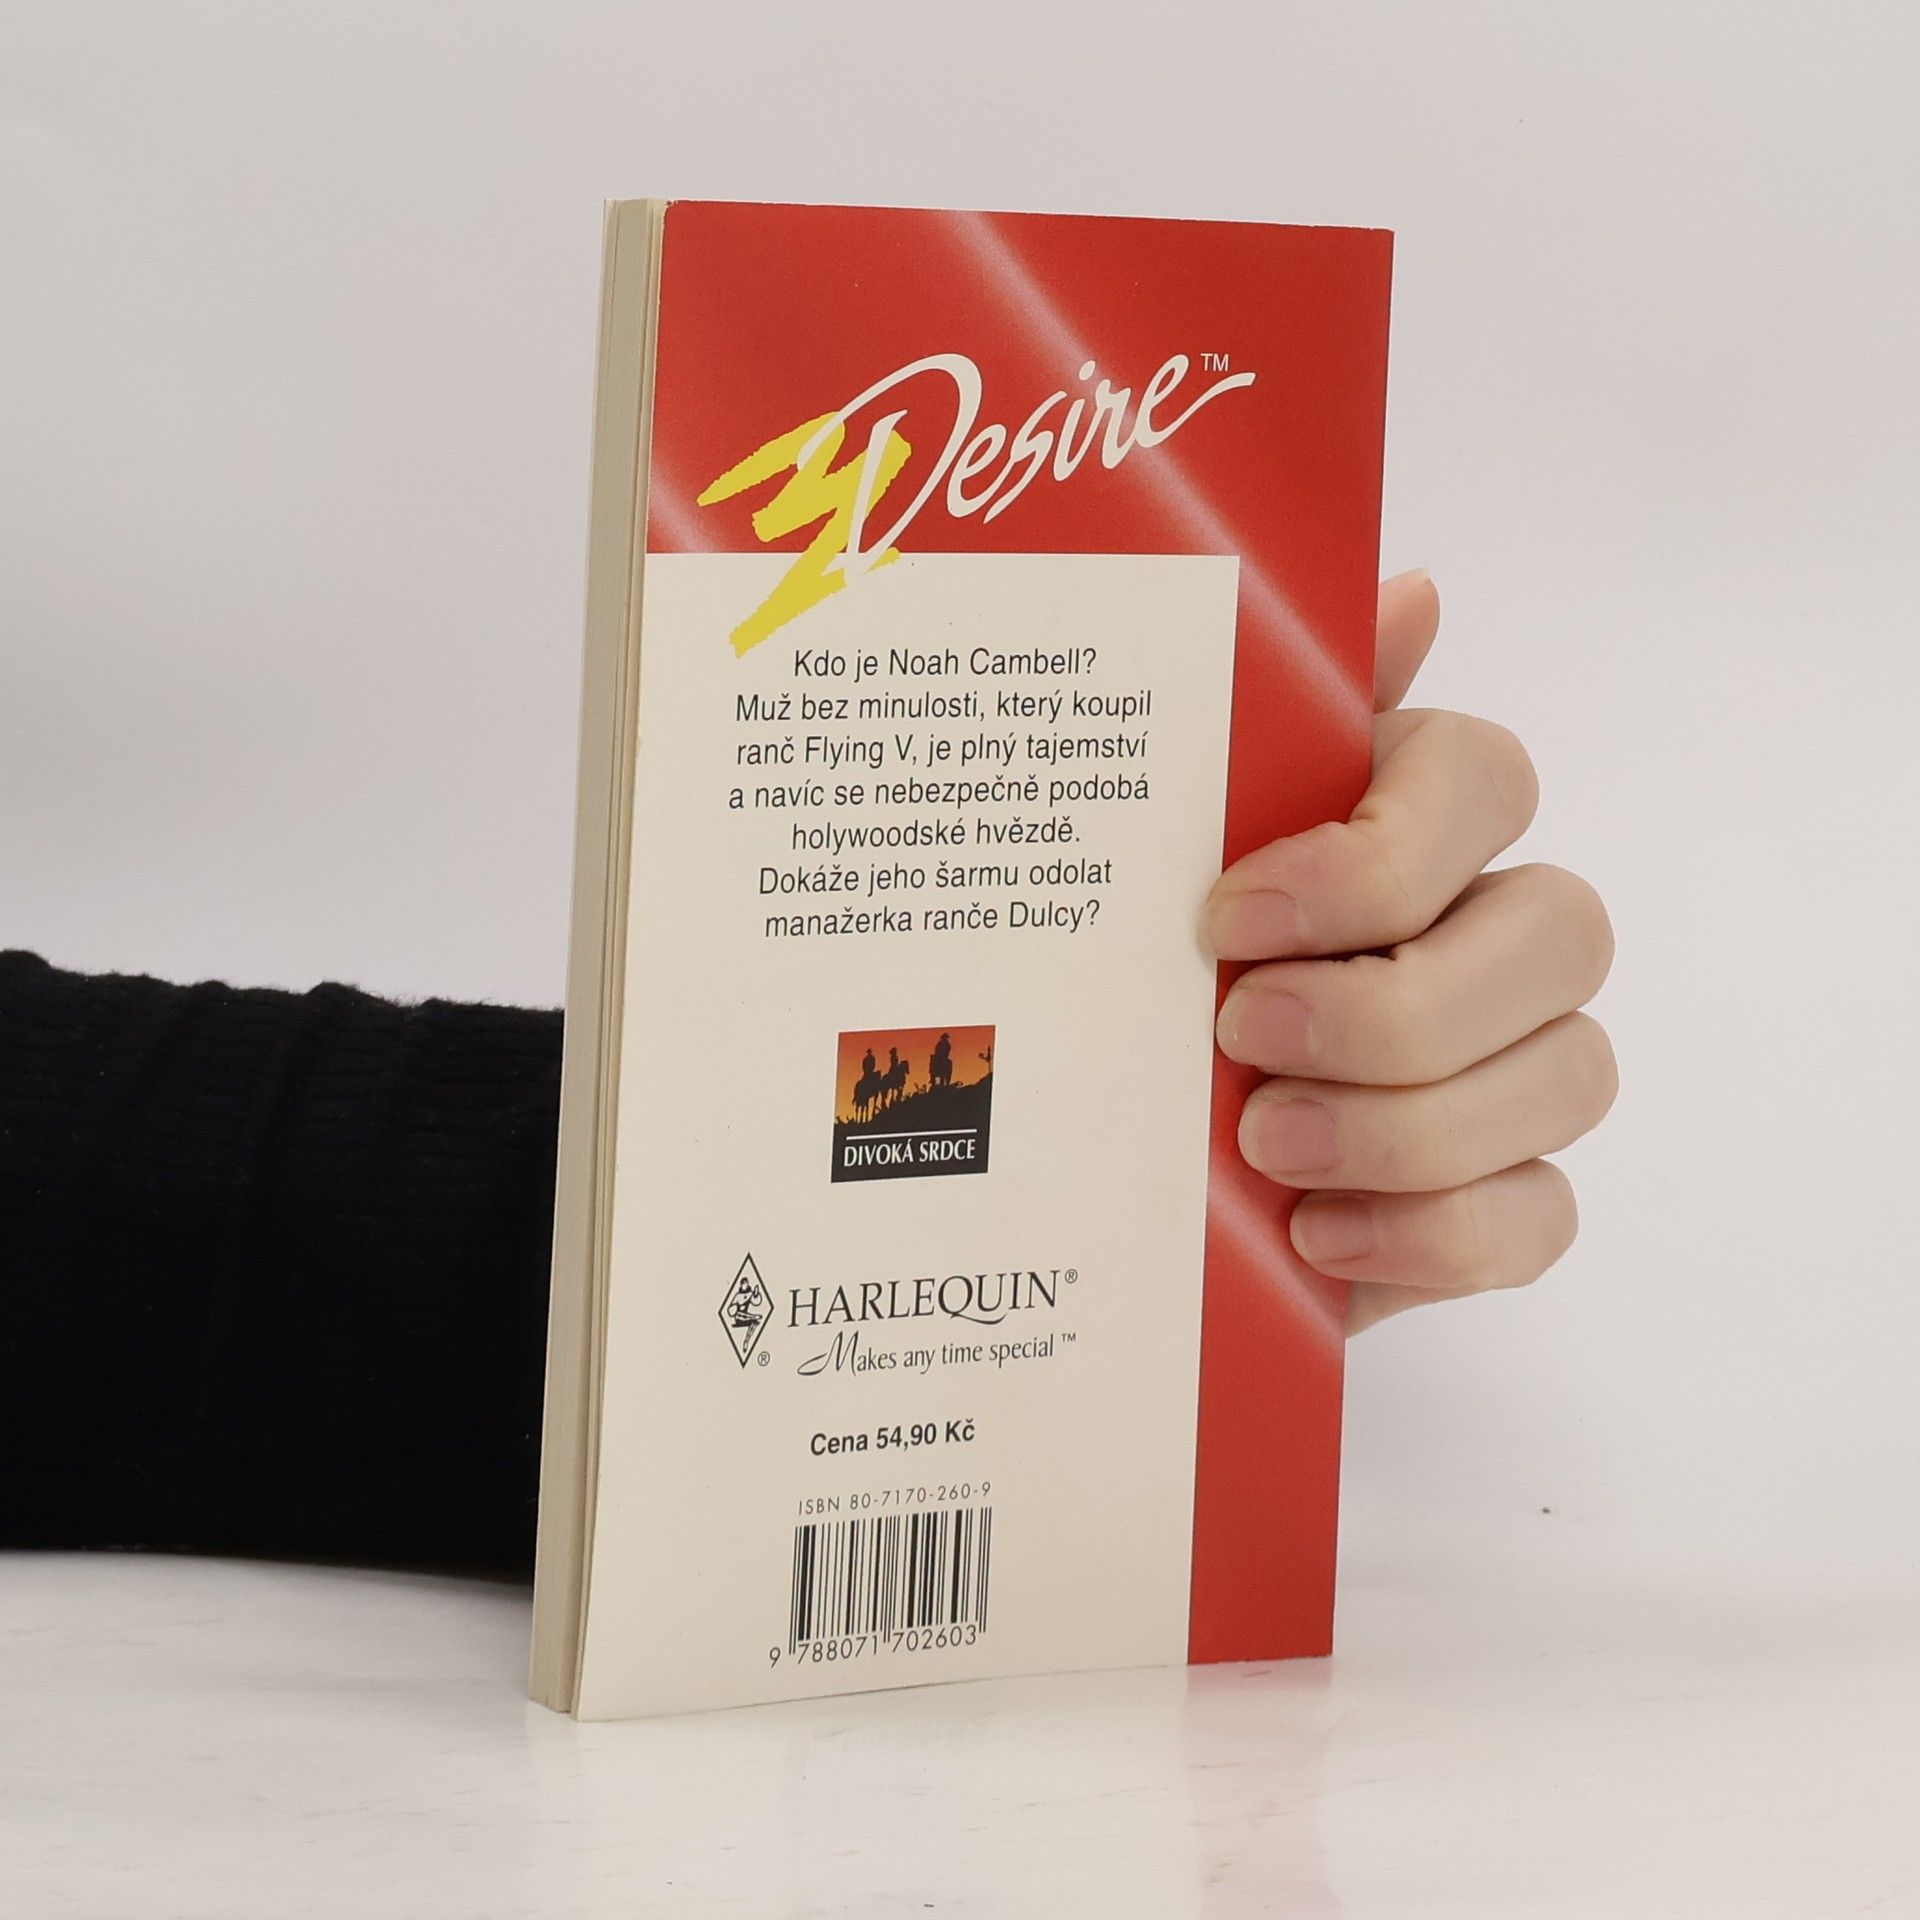 Desire™
Kdo je Noah Cambell?
Muž bez minulosti, který koupil
ranč Flying V, je plný tajemství
a navíc se nebezpečně podobá
holywoodské hvězdě.
Dokáže jeho šarmu odolat
manažerka ranče Dulcy?
DIVOKÁ SRDCE
HARLEQUIN®
®
Makes any time special™
Cena 54,90 Kč
ISBN 80-7170-260-9
9 788071 702603